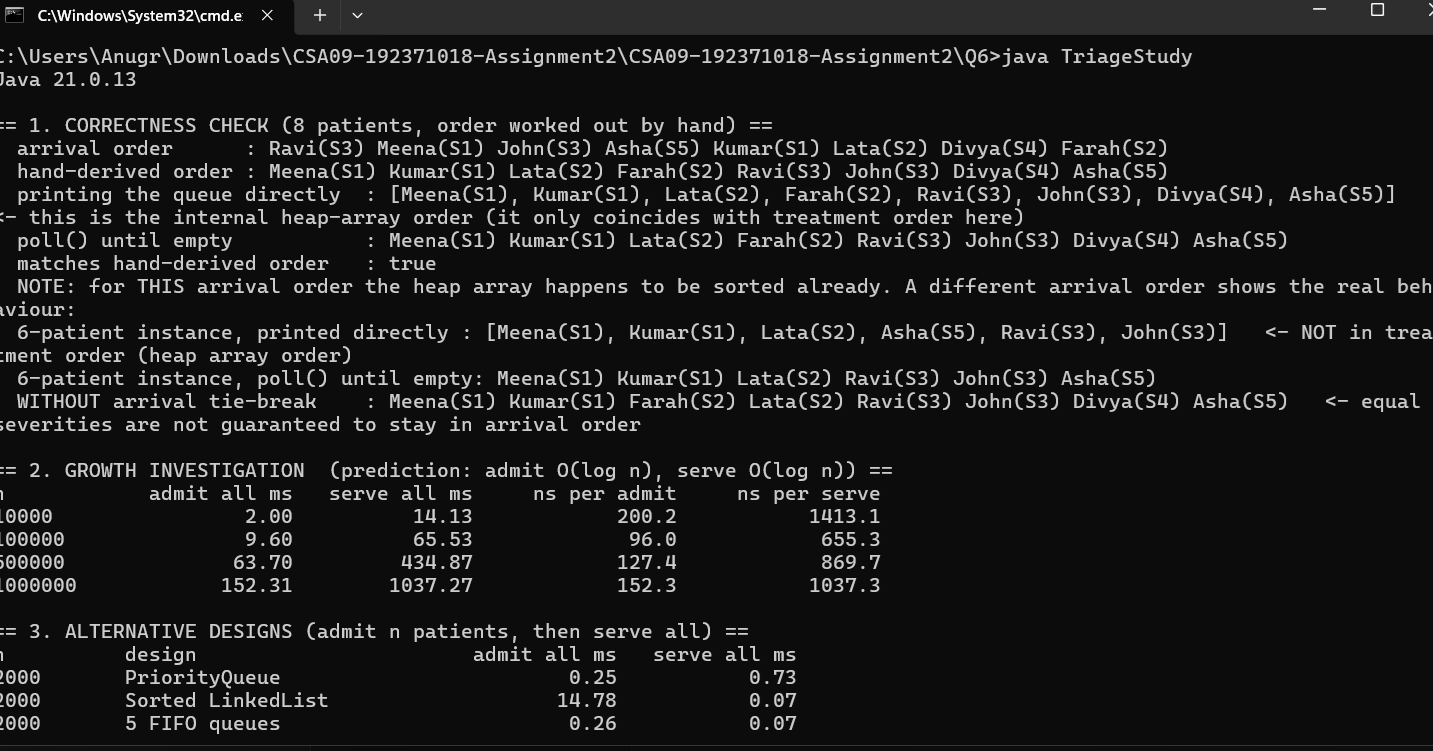 C:\Windows\System32\cmd.e
:\Users\Anugr\Downloads\CSA09-192371018-Assignment2\CSA09-192371018-Assignment2\Q6>java TriageStudy
Java 21.0.13
== 1. CORRECTNESS CHECK (8 patients, order worked out by hand) ==
arrival order      : Ravi(S3) Meena(S1) John(S3) Asha(S5) Kumar(S1) Lata(S2) Divya(S4) Farah(S2)
hand-derived order : Meena(S1) Kumar(S1) Lata(S2) Farah(S2) Ravi(S3) John(S3) Divya(S4) Asha(S5)
printing the queue directly  : [Meena(S1), Kumar(S1), Lata(S2), Farah(S2), Ravi(S3), John(S3), Divya(S4), Asha(S5)]
<- this is the internal heap-array order (it only coincides with treatment order here)
poll() until empty           : Meena(S1) Kumar(S1) Lata(S2) Farah(S2) Ravi(S3) John(S3) Divya(S4) Asha(S5)
matches hand-derived order   : true
NOTE: for THIS arrival order the heap array happens to be sorted already. A different arrival order shows the real beh
aviour:
6-patient instance, printed directly : [Meena(S1), Kumar(S1), Lata(S2), Asha(S5), Ravi(S3), John(S3)]   <- NOT in trea
tment order (heap array order)
6-patient instance, poll() until empty: Meena(S1) Kumar(S1) Lata(S2) Ravi(S3) John(S3) Asha(S5)
WITHOUT arrival tie-break    : Meena(S1) Kumar(S1) Farah(S2) Lata(S2) Ravi(S3) John(S3) Divya(S4) Asha(S5)   <- equal
severities are not guaranteed to stay in arrival order
== 2. GROWTH INVESTIGATION  (prediction: admit O(log n), serve O(log n)) ==
n            admit all ms   serve all ms     ns per admit     ns per serve
10000                2.00          14.13            200.2           1413.1
100000               9.60          65.53             96.0            655.3
500000              63.70         434.87            127.4            869.7
1000000            152.31        1037.27            152.3           1037.3
== 3. ALTERNATIVE DESIGNS (admit n patients, then serve all) ==
n          design                       admit all ms   serve all ms
2000       PriorityQueue                        0.25           0.73
2000       Sorted LinkedList                   14.78           0.07
2000       5 FIFO queues                        0.26           0.07